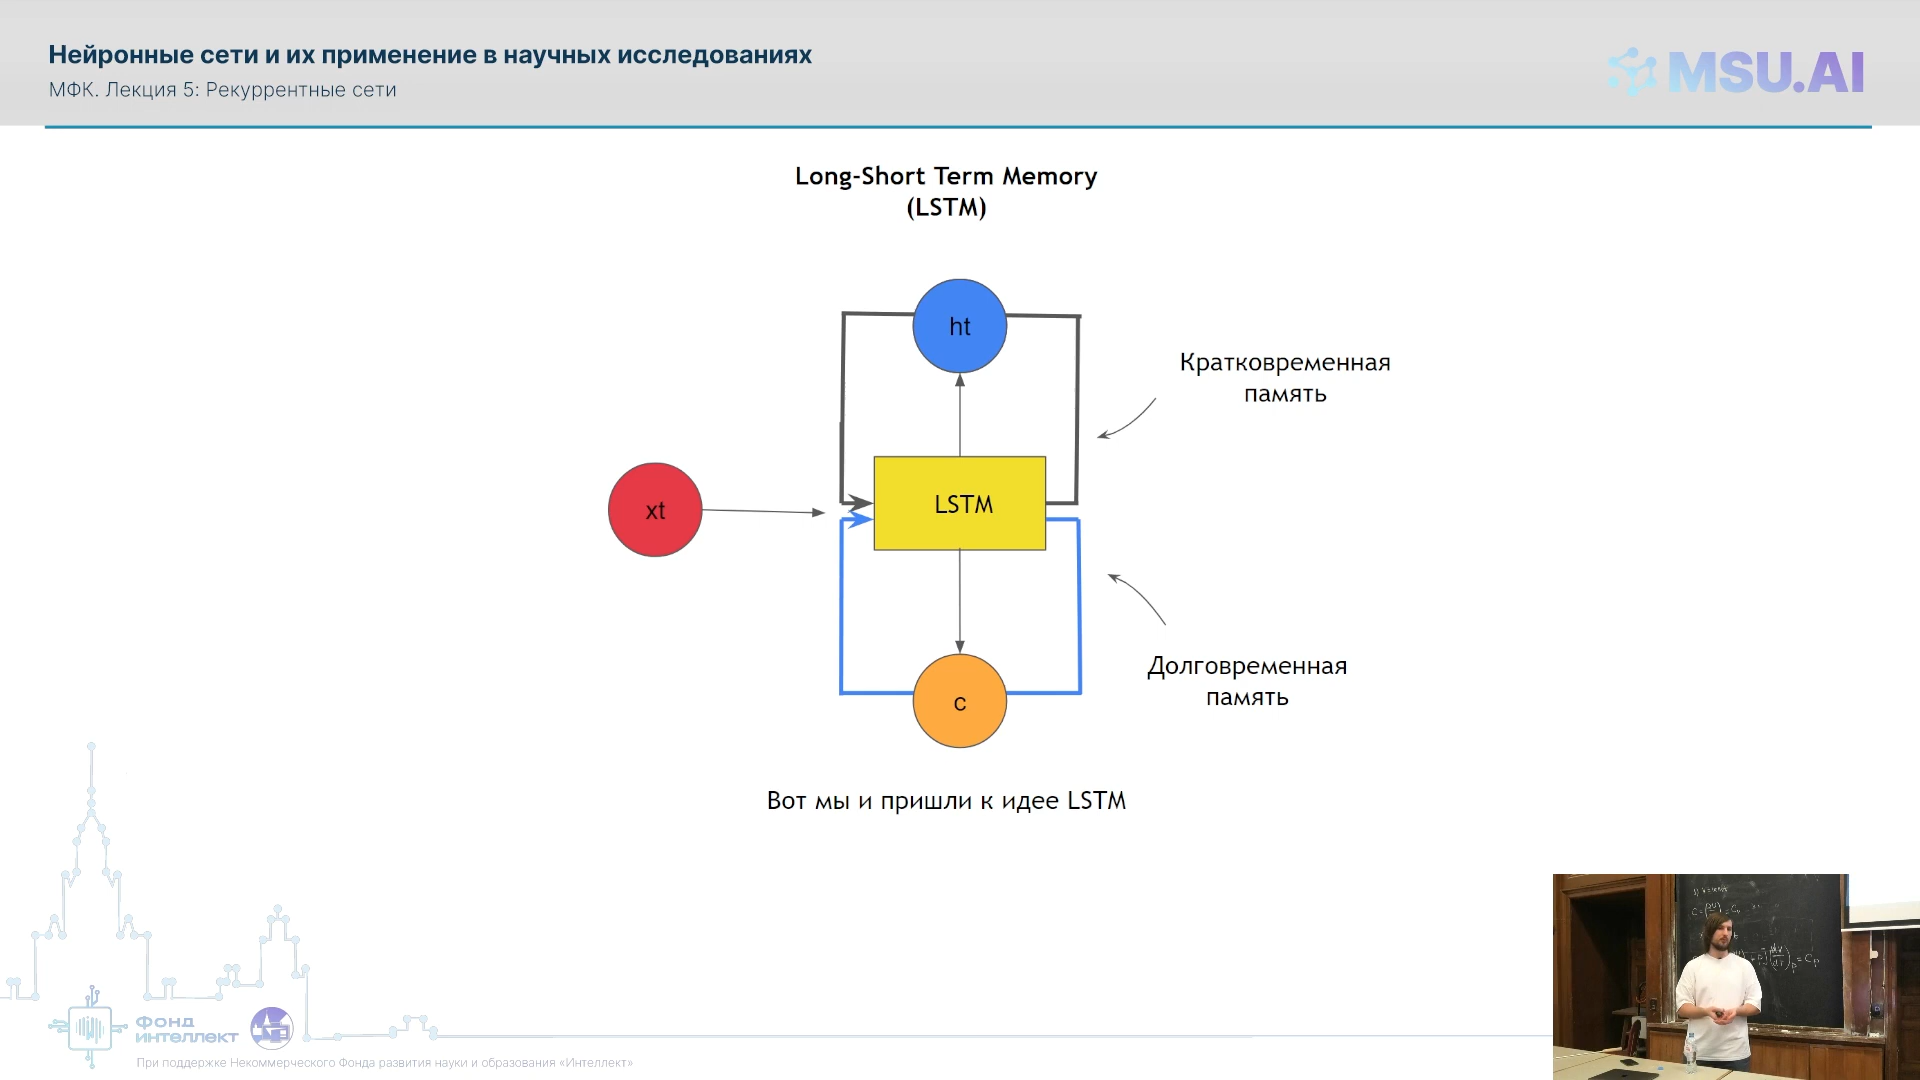 Нейронные сети и их применение в научных исследованиях
МФК. Лекция 5: Рекуррентные сети
MSU.AI
Long-Short Term Memory
(LSTM)
ht
Кратковременная
память
xt
LSTM
Долговременная
память
c
Вот мы и пришли к идее LSTM
Фонд
интеллект
При поддержке Некоммерческого Фонда развития науки и образования «Интеллект»